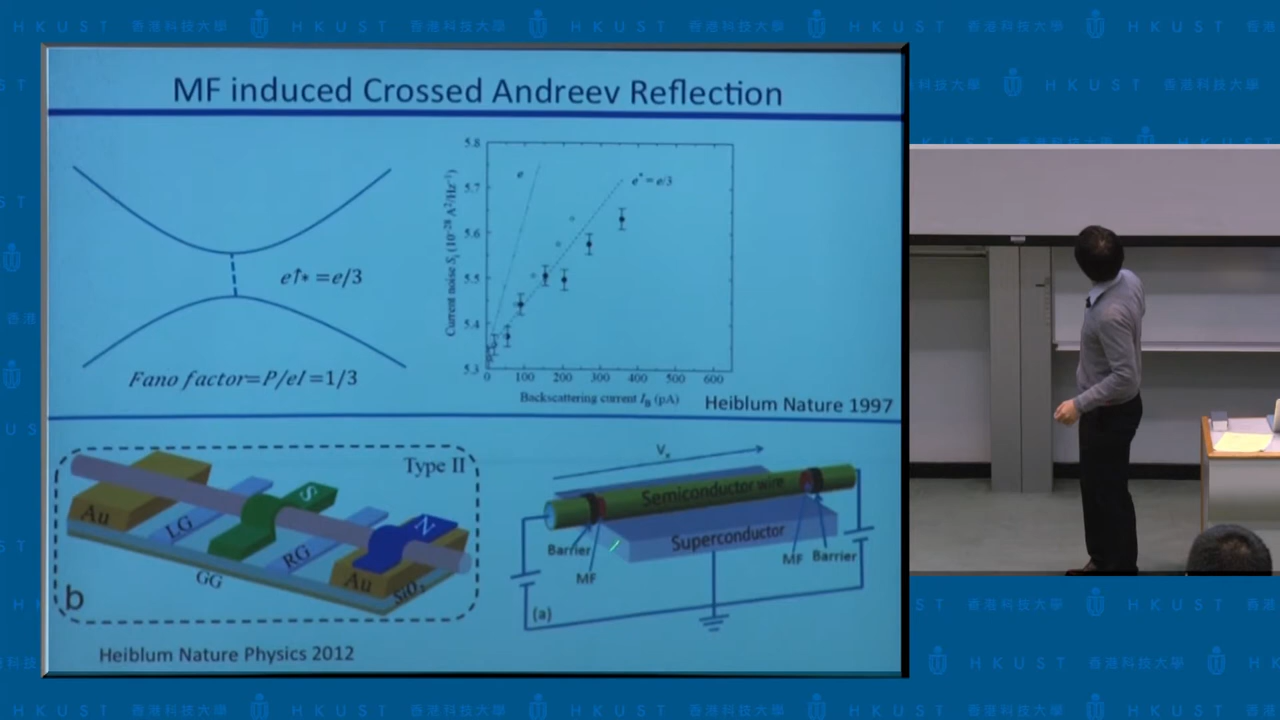 MF induced Crossed Andreev Reflection
e↑* =e/3
Fano factor=P/eI=1/3
5.8
5.7
5.6
5.5
5.4
5.3
Current noise S_i (10⁻²⁸ A²/Hz⁻¹)
e
e* = e/3
0 100 200 300 400 500 600
Backscattering current I_B (pA)
Heiblum Nature 1997
Type II
Au
LG
S
GG
RG
N
Au
SiO₂
b
Heiblum Nature Physics 2012
Semiconductor wire
Superconductor
Barrier
MF
MF
Barrier
(a)
HKUST 香港科技大學